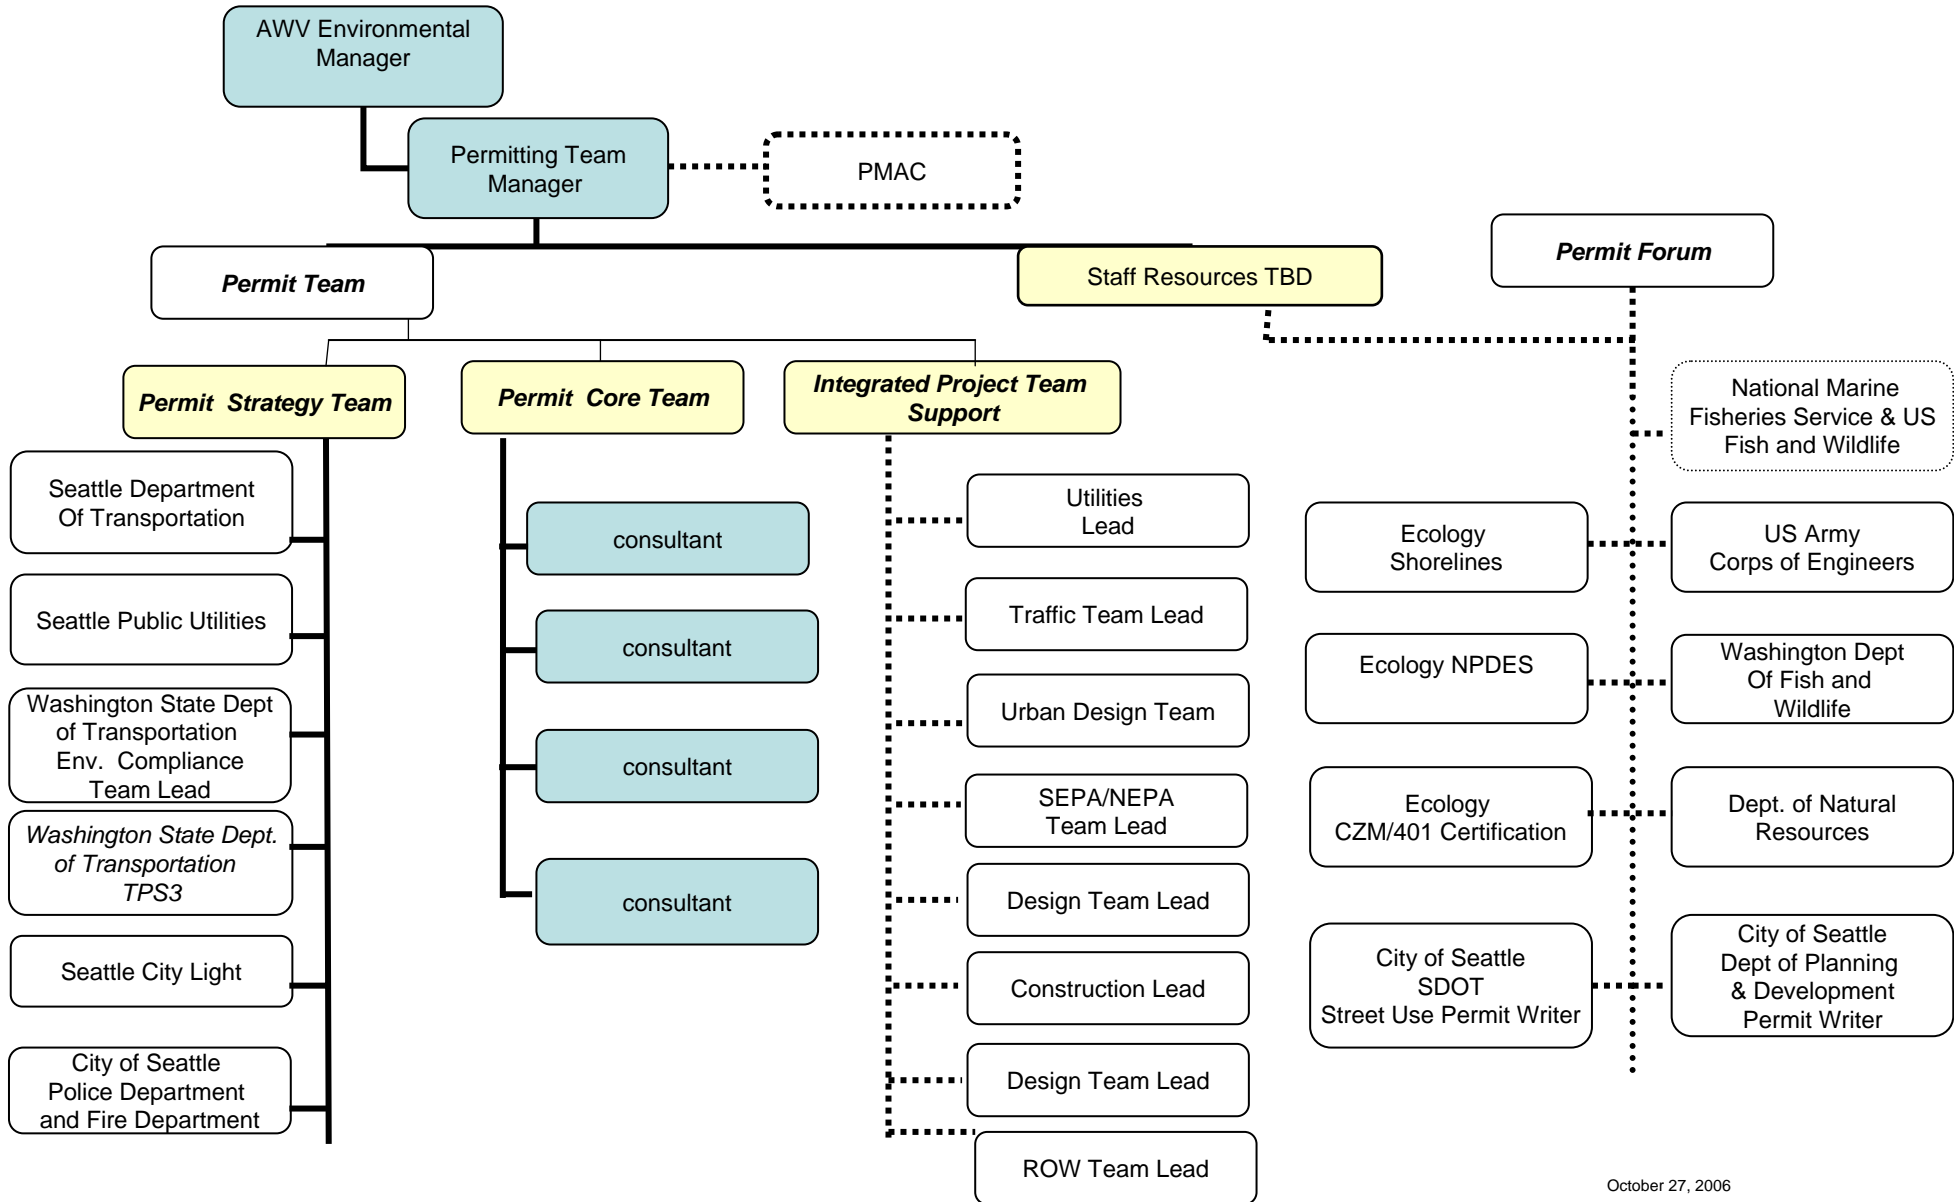 AWV Environmental
Manager
Permitting Team
Manager
PMAC
Permit Team
Staff Resources TBD
Permit Forum
Permit Strategy Team
Permit Core Team
Integrated Project Team
Support
Seattle Department
Of Transportation
Seattle Public Utilities
Washington State Dept
of Transportation
Env. Compliance
Team Lead
Washington State Dept.
of Transportation
TPS3
Seattle City Light
City of Seattle
Police Department
and Fire Department
consultant
consultant
consultant
consultant
Utilities
Lead
Traffic Team Lead
Urban Design Team
SEPA/NEPA
Team Lead
Design Team Lead
Construction Lead
Design Team Lead
ROW Team Lead
National Marine
Fisheries Service & US
Fish and Wildlife
Ecology
Shorelines
US Army
Corps of Engineers
Ecology NPDES
Washington Dept
Of Fish and
Wildlife
Ecology
CZM/401 Certification
Dept. of Natural
Resources
City of Seattle
SDOT
Street Use Permit Writer
City of Seattle
Dept of Planning
& Development
Permit Writer
October 27, 2006